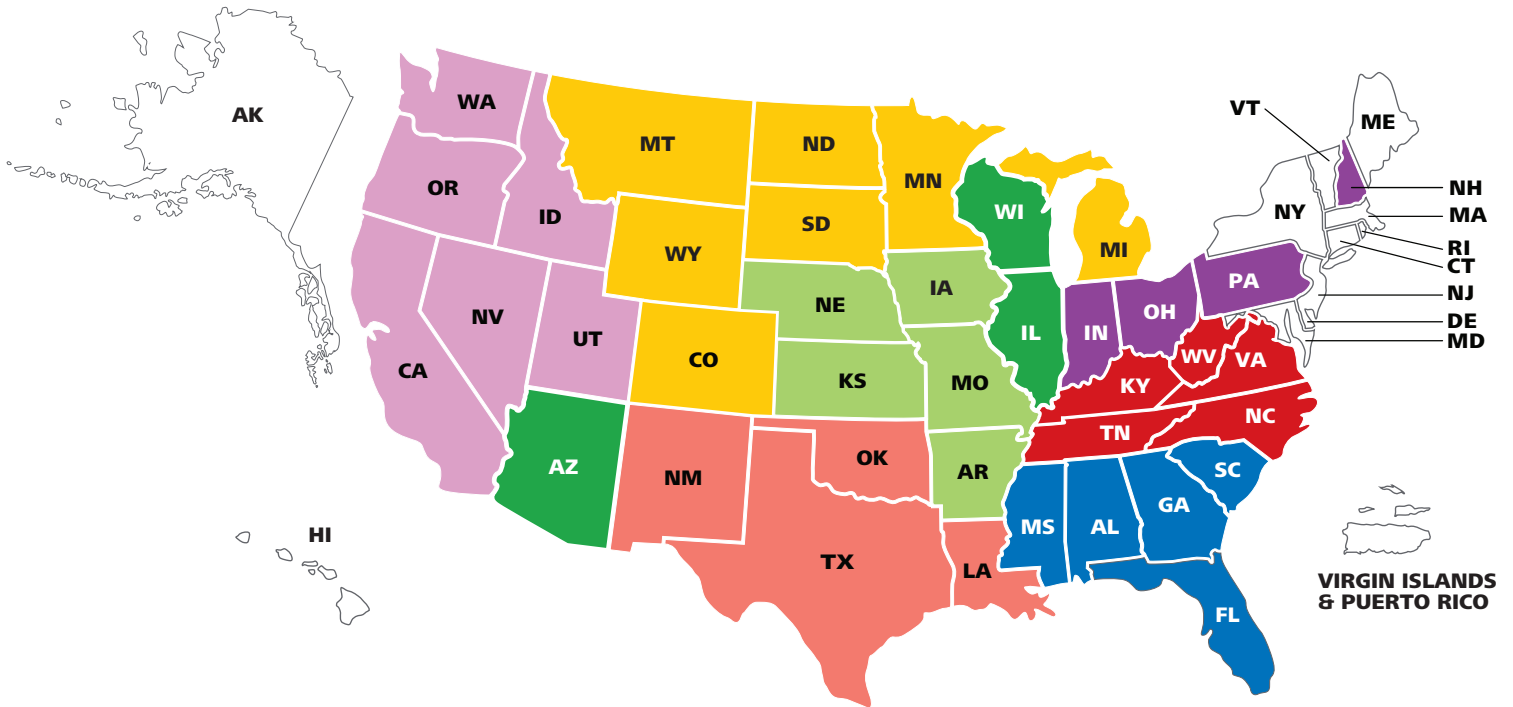 AK
WA
OR
ID
MT
ND
MN
WI
MI
VT
ME
NH
NY
MA
RI
CT
NJ
DE
MD
SD
WY
IA
NE
PA
OH
IN
IL
NV
UT
CA
CO
KS
MO
KY
WV
VA
NC
TN
AZ
NM
OK
AR
SC
GA
MS
AL
TX
LA
FL
HI
VIRGIN ISLANDS
& PUERTO RICO